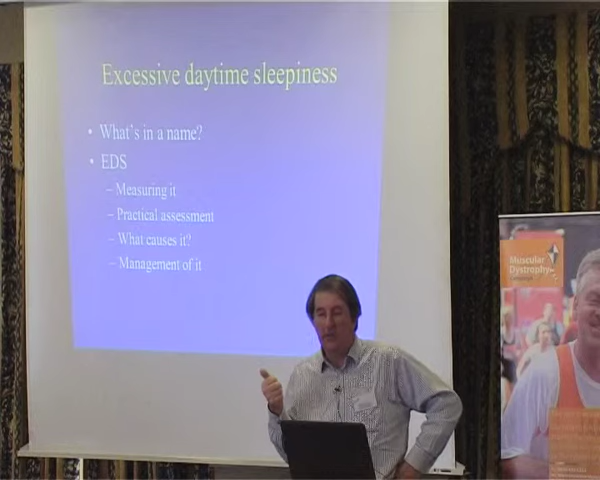 Excessive daytime sleepiness
• What's in a name?
• EDS
– Measuring it
– Practical assessment
– What causes it?
– Management of it
Muscular
Dystrophy